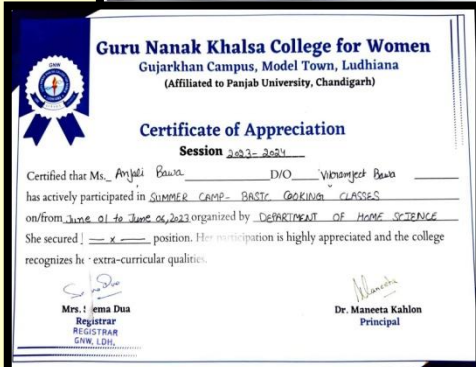 GNW
Guru Nanak Khalsa College for Women
Gujarkhan Campus, Model Town, Ludhiana
(Affiliated to Panjab University, Chandigarh)
Certificate of Appreciation
Session 2023-2024
Certified that Ms. Anjali Bawa D/O Vikramjeet Bawa
has actively participated in SUMMER CAMP- BASIC COOKING CLASSES
on/from June 01 to June 06, 2023 organized by DEPARTMENT OF HOME SCIENCE
She secured — x — position. Her participation is highly appreciated and the college
recognizes he extra-curricular qualities.
Mrs. ema Dua
Registrar
REGISTRAR
GNW, LDH.
Dr. Maneeta Kahlon
Principal